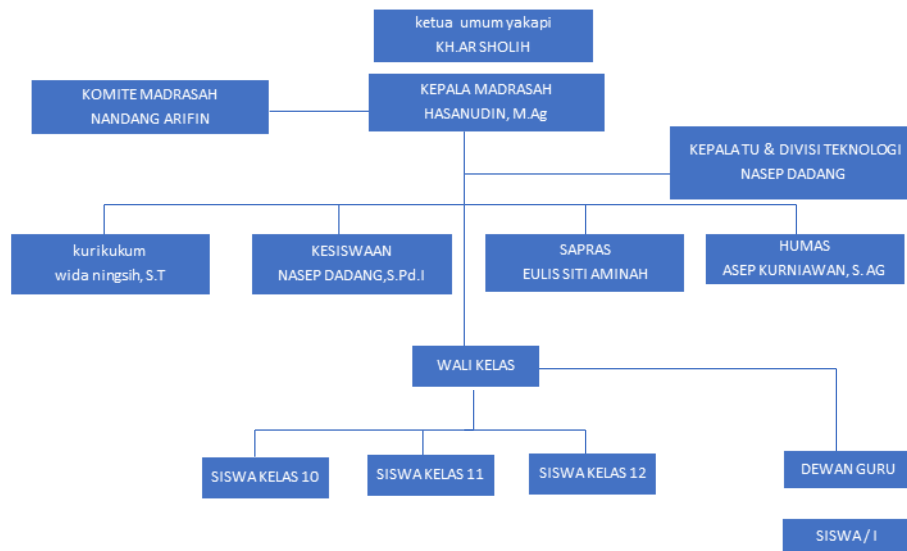 ketua umum yakapi
KH.AR SHOLIH
KEPALA MADRASAH
HASANUDIN, M.Ag
KOMITE MADRASAH
NANDANG ARIFIN
KEPALA TU & DIVISI TEKNOLOGI
NASEP DADANG
kurikukum
wida ningsih, S.T
KESISWAAN
NASEP DADANG,S.Pd.I
SAPRAS
EULIS SITI AMINAH
HUMAS
ASEP KURNIAWAN, S. AG
WALI KELAS
SISWA KELAS 10
SISWA KELAS 11
SISWA KELAS 12
DEWAN GURU
SISWA / I